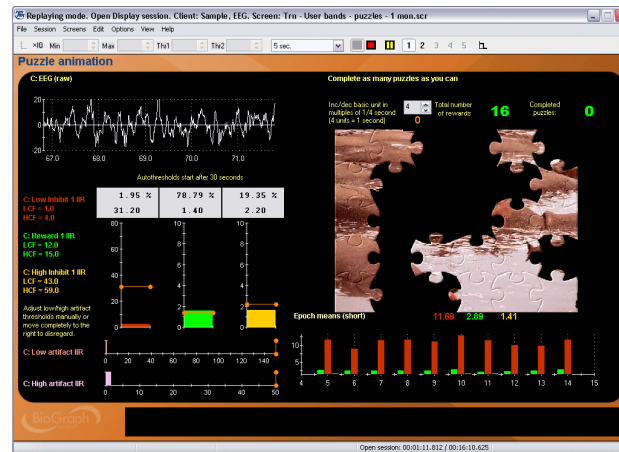 Replaying mode. Open Display session. Client: Sample, EEG. Screen: Trn - User bands - puzzles - 1 mon.scr
File Session Screens Edit Options View Help
×10 Min Max Thr1 Thr2 5 sec. 1 2 3 4 5
Puzzle animation
C: EEG (raw)
Complete as many puzzles as you can
Inc/dec basic unit in
multiples of 1/4 second
(4 units = 1 second)
4
0
Total number
of rewards
16
Completed
puzzles:
0
20
0
-20
67.0 68.0 69.0 70.0 71.0
Autothresholds start after 30 seconds
1.95 % 78.79 % 19.35 %
31.20 1.40 2.20
C: Low Inhibit 1 IIR
LCF = 1.0
HCF = 4.0
C: Reward 1 IIR
LCF = 12.0
HCF = 15.0
C: High Inhibit 1 IIR
LCF = 43.0
HCF = 59.0
80 10 10
8 8
60
6 6
40
4 4
20
2 2
0 0 0
Adjust low/high artifact
thresholds manually or
move completely to the
right to disregard.
C: Low artifact IIR
0 20 40 60 80 100 120 140
C: High artifact IIR
0 10 20 30 40 50
Epoch means (short) 11.69 2.89 1.41
10
5
4 5 6 7 8 9 10 11 12 13 14 15
BioGraph
Open session: 00:01:11.812 / 00:16:10.625